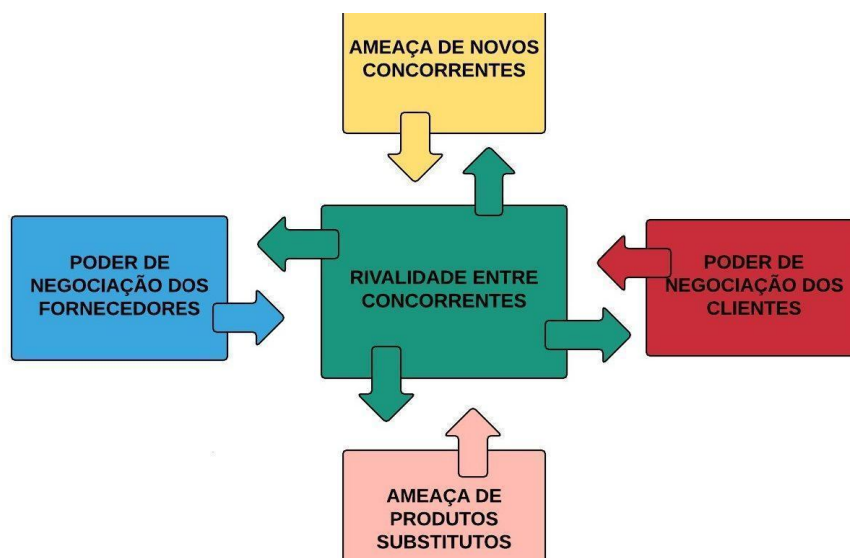 AMEAÇA DE NOVOS
CONCORRENTES
PODER DE
NEGOCIAÇÃO DOS
FORNECEDORES
RIVALIDADE ENTRE
CONCORRENTES
PODER DE
NEGOCIAÇÃO DOS
CLIENTES
AMEAÇA DE
PRODUTOS
SUBSTITUTOS